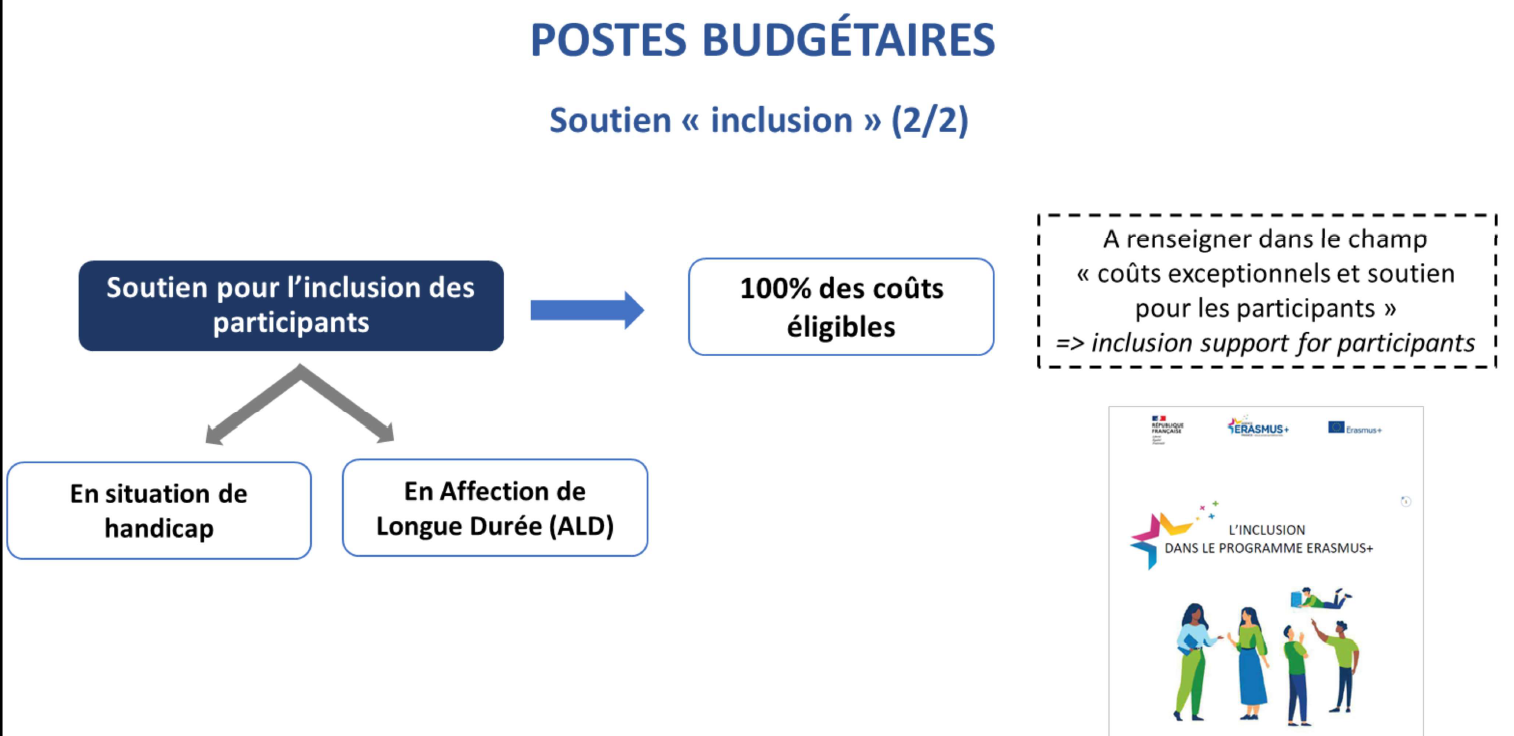 POSTES BUDGÉTAIRES
Soutien « inclusion » (2/2)
Soutien pour l’inclusion des
participants
100% des coûts
éligibles
A renseigner dans le champ
« coûts exceptionnels et soutien
pour les participants »
=> inclusion support for participants
En situation de
handicap
En Affection de
Longue Durée (ALD)
RÉPUBLIQUE
FRANÇAISE
ERASMUS+
Erasmus+
L’INCLUSION
DANS LE PROGRAMME ERASMUS+